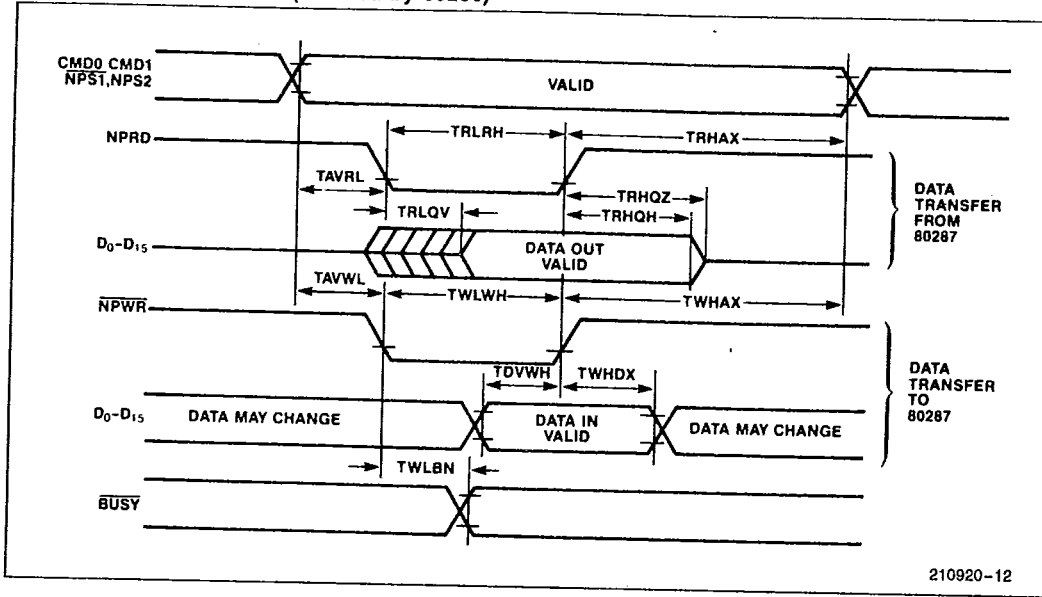 CMD0, CMD1
NPS1, NPS2
VALID
NPRD
TRLRH
TRHAX
TAVRL
TRHQZ
TRLQV
TRHQH
DATA
TRANSFER
FROM
80287
D0-D15
DATA OUT
VALID
TAVWL
TWLWH
TWHAX
NPWR
TDVWH
TWHDX
DATA
TRANSFER
TO
80287
D0-D15
DATA MAY CHANGE
DATA IN
VALID
DATA MAY CHANGE
TWLBN
BUSY
210920-12